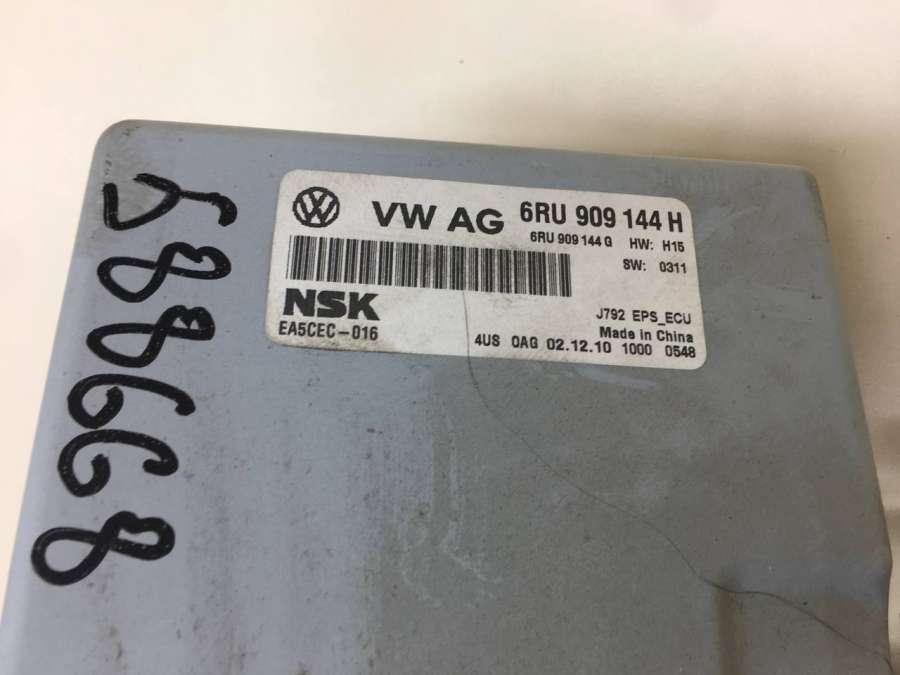 VW AG 6RU 909 144 H
6RU 909 144 G HW: H15
SW: 0311
NSK
J792 EPS_ECU
EA5CEC-016
Made in China
4US 0AG 02.12.10 1000 0548
588668